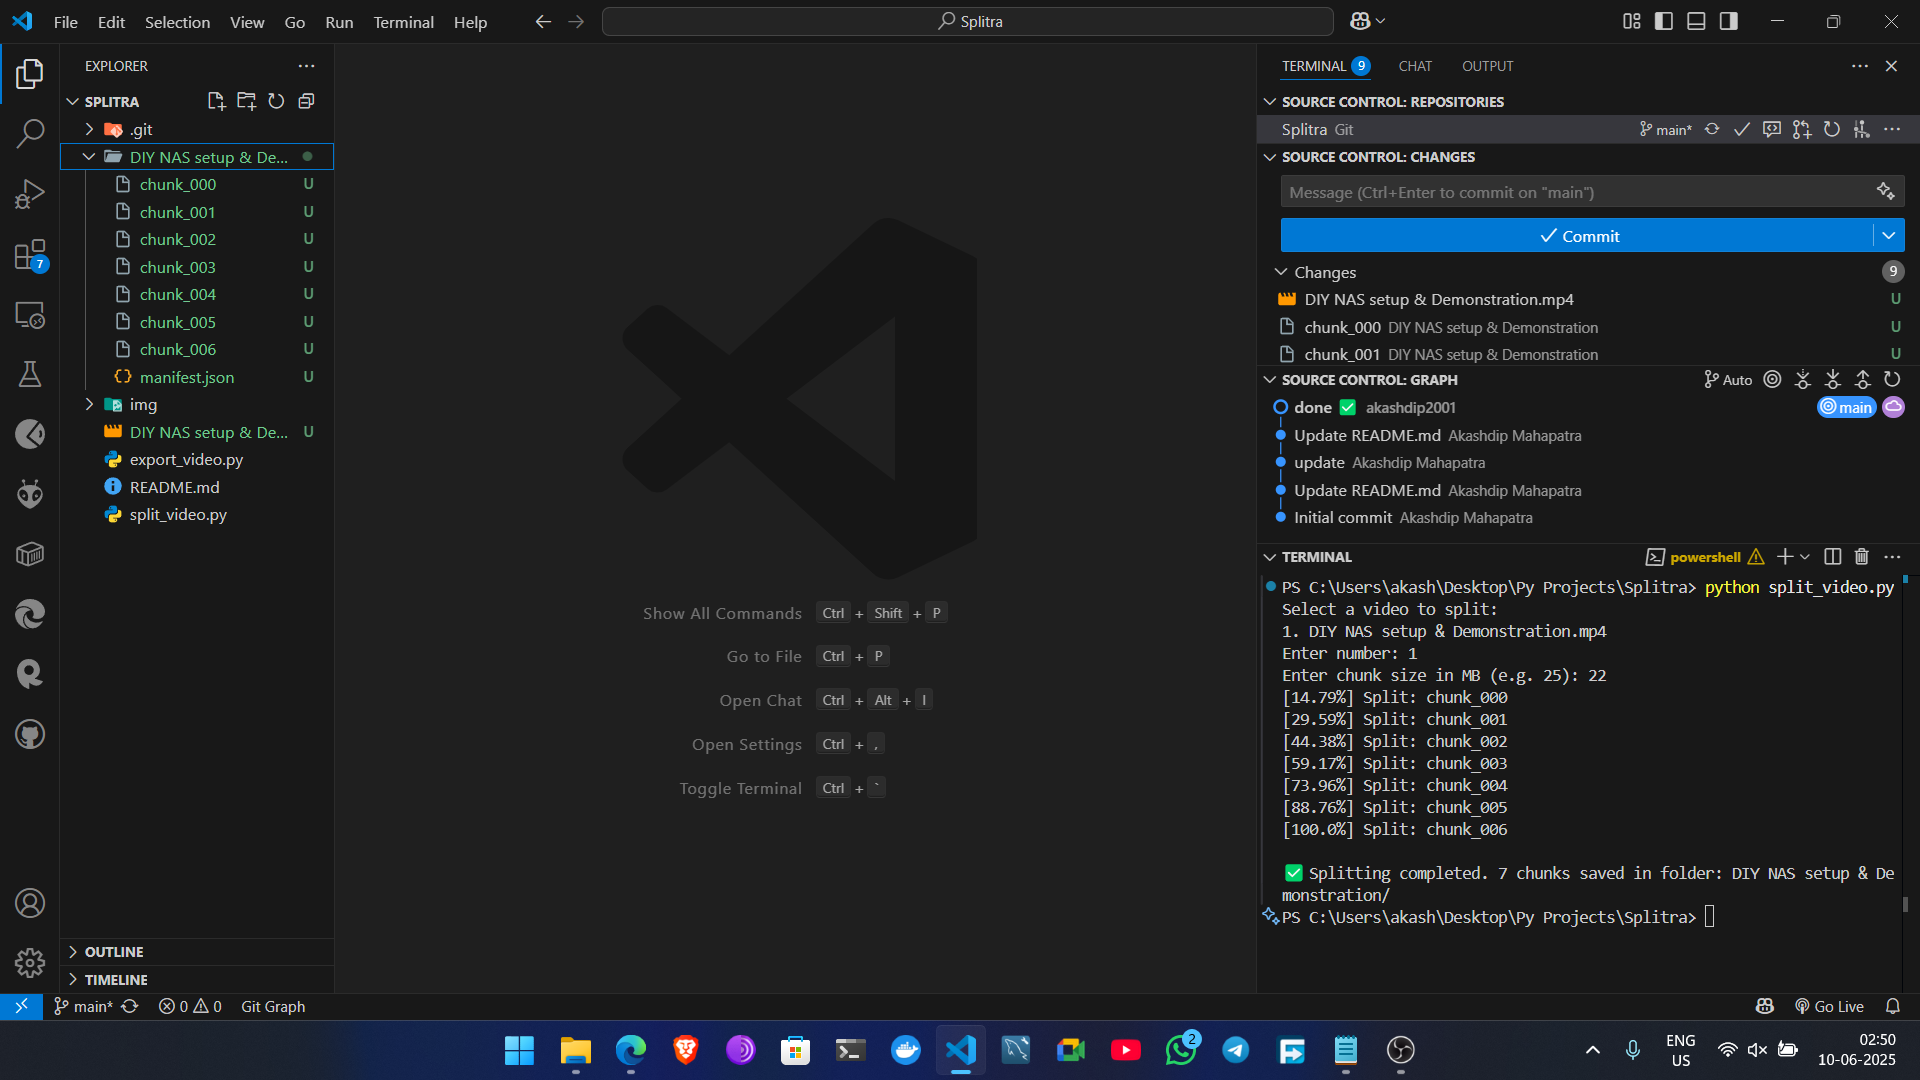 File Edit Selection View Go Run Terminal Help
Splitra
EXPLORER
SPLITRA
.git
DIY NAS setup & De...
chunk_000 U
chunk_001 U
chunk_002 U
chunk_003 U
chunk_004 U
chunk_005 U
chunk_006 U
manifest.json U
img
DIY NAS setup & De... U
export_video.py
README.md
split_video.py
OUTLINE
TIMELINE
7
Show All Commands Ctrl + Shift + P
Go to File Ctrl + P
Open Chat Ctrl + Alt + I
Open Settings Ctrl + ,
Toggle Terminal Ctrl + `
TERMINAL 9 CHAT OUTPUT
SOURCE CONTROL: REPOSITORIES
Splitra Git main*
SOURCE CONTROL: CHANGES
Message (Ctrl+Enter to commit on "main")
Commit
Changes 9
DIY NAS setup & Demonstration.mp4 U
chunk_000 DIY NAS setup & Demonstration U
chunk_001 DIY NAS setup & Demonstration U
SOURCE CONTROL: GRAPH Auto
done ✅ akashdip2001 main
Update README.md Akashdip Mahapatra
update Akashdip Mahapatra
Update README.md Akashdip Mahapatra
Initial commit Akashdip Mahapatra
TERMINAL powershell
PS C:\Users\akash\Desktop\Py Projects\Splitra> python split_video.py
Select a video to split:
1. DIY NAS setup & Demonstration.mp4
Enter number: 1
Enter chunk size in MB (e.g. 25): 22
[14.79%] Split: chunk_000
[29.59%] Split: chunk_001
[44.38%] Split: chunk_002
[59.17%] Split: chunk_003
[73.96%] Split: chunk_004
[88.76%] Split: chunk_005
[100.0%] Split: chunk_006
✅ Splitting completed. 7 chunks saved in folder: DIY NAS setup & De
monstration/
PS C:\Users\akash\Desktop\Py Projects\Splitra>
main* 0 0 Git Graph
Go Live
2
ENG
US
02:50
10-06-2025